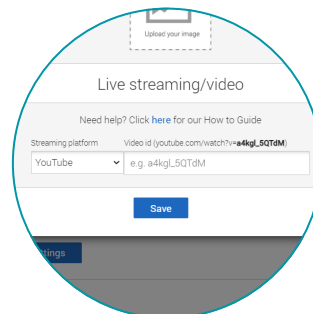 Upload your image
Live streaming/video
Need help? Click here for our How to Guide
Streaming platform Video id (youtube.com/watch?v=a4kgl_5QTdM)
YouTube e.g. a4kgl_5QTdM
Save
ttings